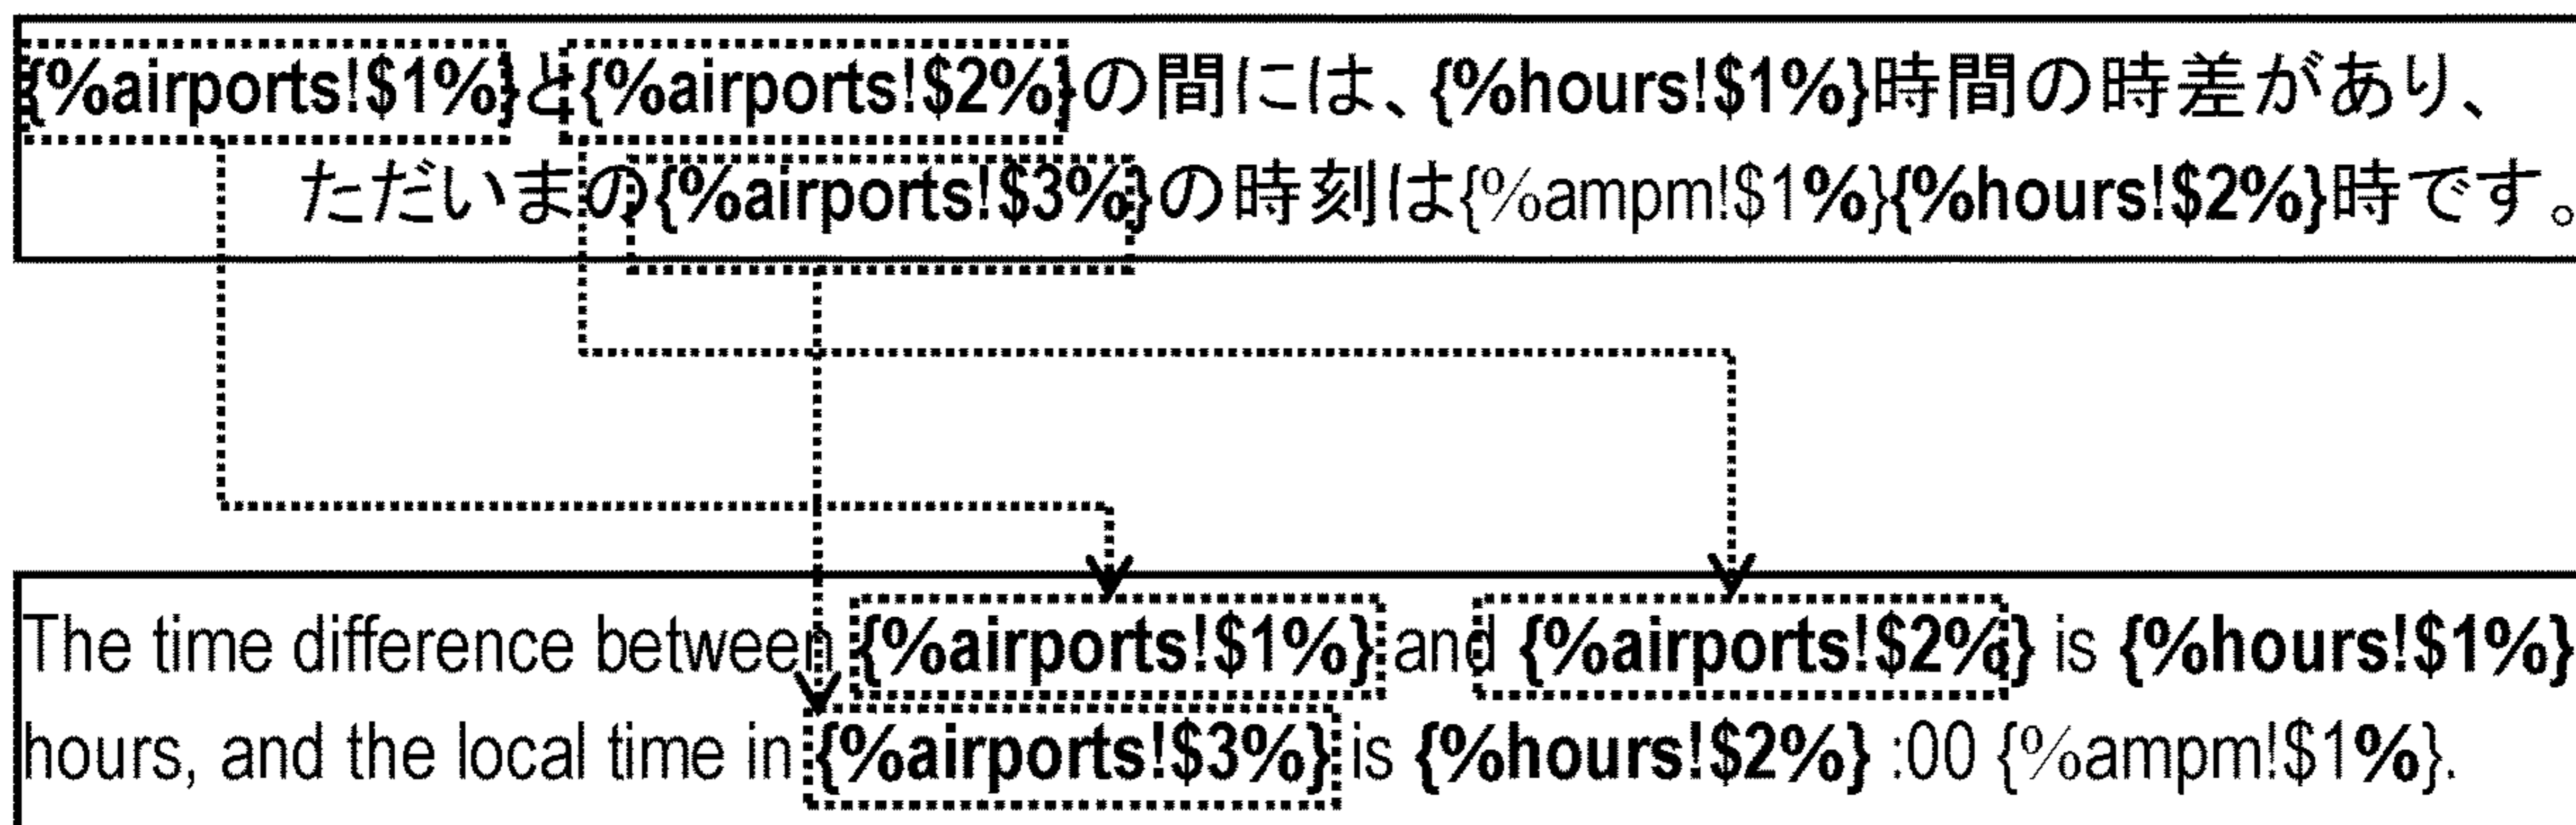 {%airports!$1%}と{%airports!$2%}の間には、{%hours!$1%}時間の時差があり、
ただいまの{%airports!$3%}の時刻は{%ampm!$1%}{%hours!$2%}時です。
The time difference between {%airports!$1%} and {%airports!$2%} is {%hours!$1%}
hours, and the local time in {%airports!$3%} is {%hours!$2%} :00 {%ampm!$1%}.